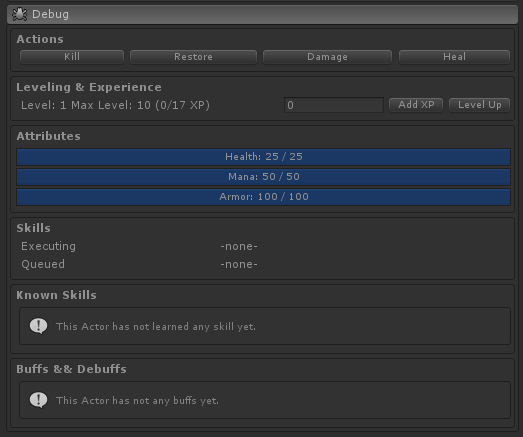 Debug
Actions
Kill Restore Damage Heal
Leveling & Experience
Level: 1 Max Level: 10 (0/17 XP) 0 Add XP Level Up
Attributes
Health: 25 / 25
Mana: 50 / 50
Armor: 100 / 100
Skills
Executing -none-
Queued -none-
Known Skills
This Actor has not learned any skill yet.
Buffs && Debuffs
This Actor has not any buffs yet.